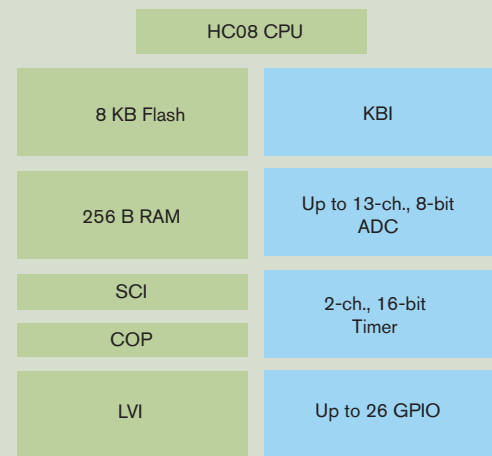 HC08 CPU
8 KB Flash
KBI
256 B RAM
Up to 13-ch., 8-bit
ADC
SCI
COP
2-ch., 16-bit
Timer
LVI
Up to 26 GPIO